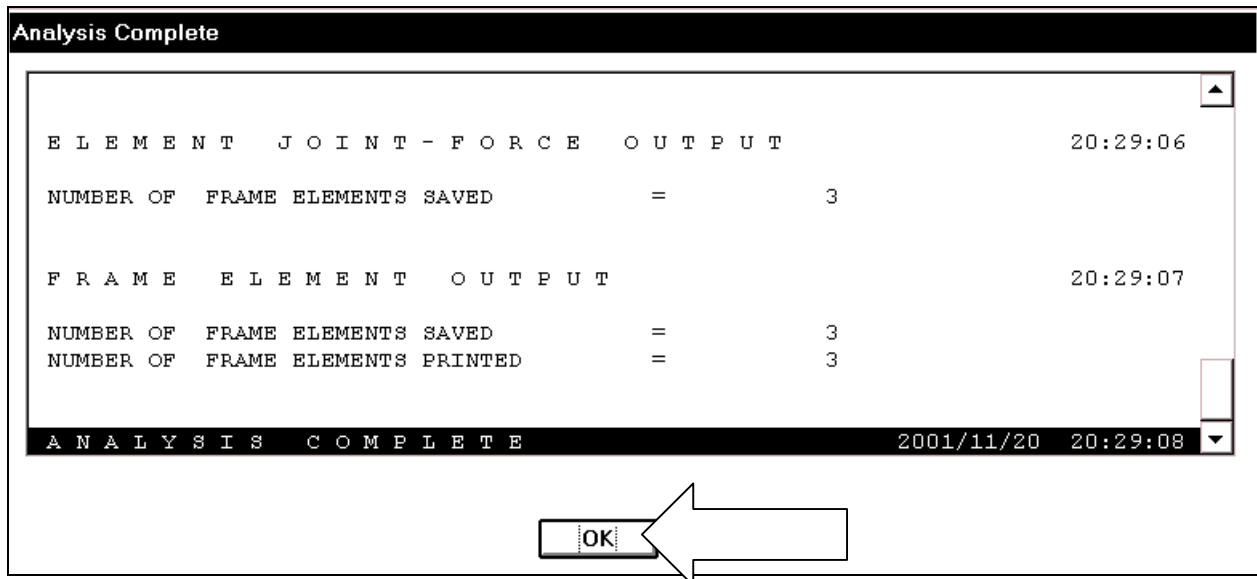 Analysis Complete
E L E M E N T   J O I N T - F O R C E   O U T P U T   20:29:06
NUMBER OF FRAME ELEMENTS SAVED = 3
F R A M E   E L E M E N T   O U T P U T   20:29:07
NUMBER OF FRAME ELEMENTS SAVED = 3
NUMBER OF FRAME ELEMENTS PRINTED = 3
A N A L Y S I S   C O M P L E T E   2001/11/20 20:29:08
OK